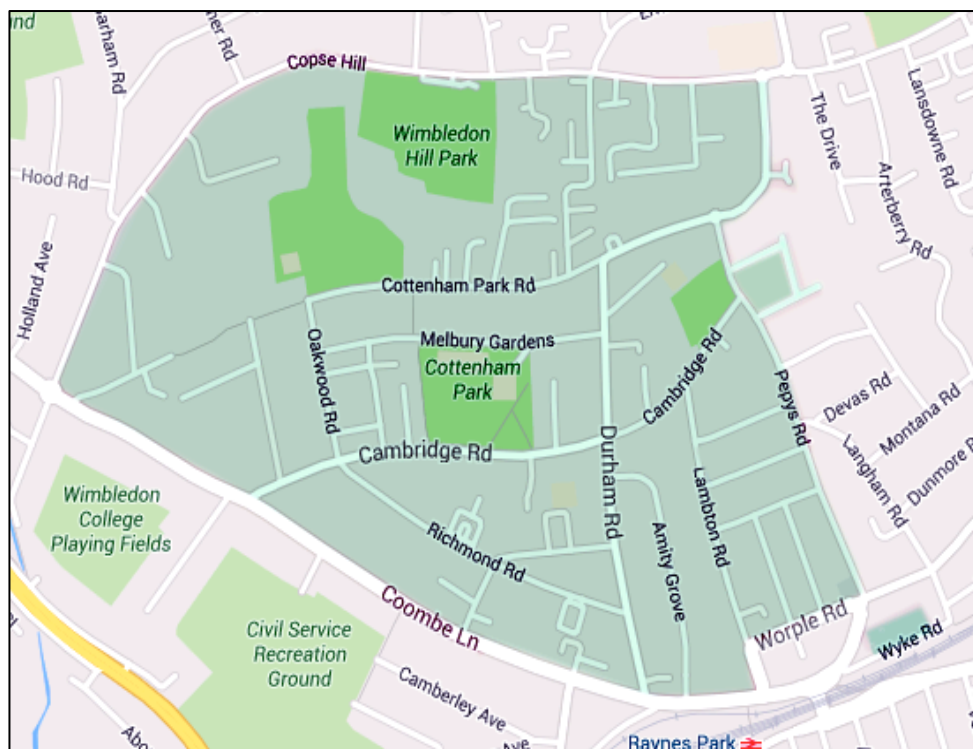 Copse Hill
The Drive
Lansdowne Rd
Arterberry Rd
Wimbledon
Hill Park
Hood Rd
Holland Ave
Cottenham Park Rd
Oakwood Rd
Melbury Gardens
Cottenham
Park
Cambridge Rd
Pepys Rd
Devas Rd
Montana Rd
Langham Rd
Cambridge Rd
Durham Rd
Lambton Rd
Wimbledon
College
Playing Fields
Richmond Rd
Amity Grove
Coombe Ln
Worple Rd
Wyke Rd
Civil Service
Recreation
Ground
Camberley Ave
Raynes Park